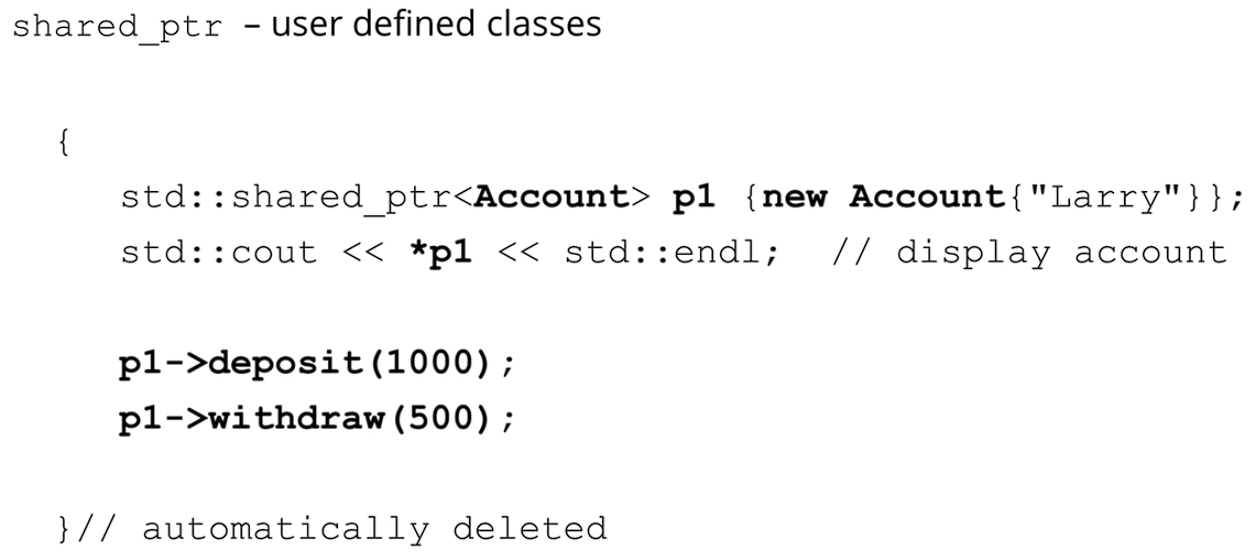 shared_ptr – user defined classes
{
std::shared_ptr<Account> p1 {new Account{"Larry"}};
std::cout << *p1 << std::endl; // display account
p1->deposit(1000);
p1->withdraw(500);
}// automatically deleted